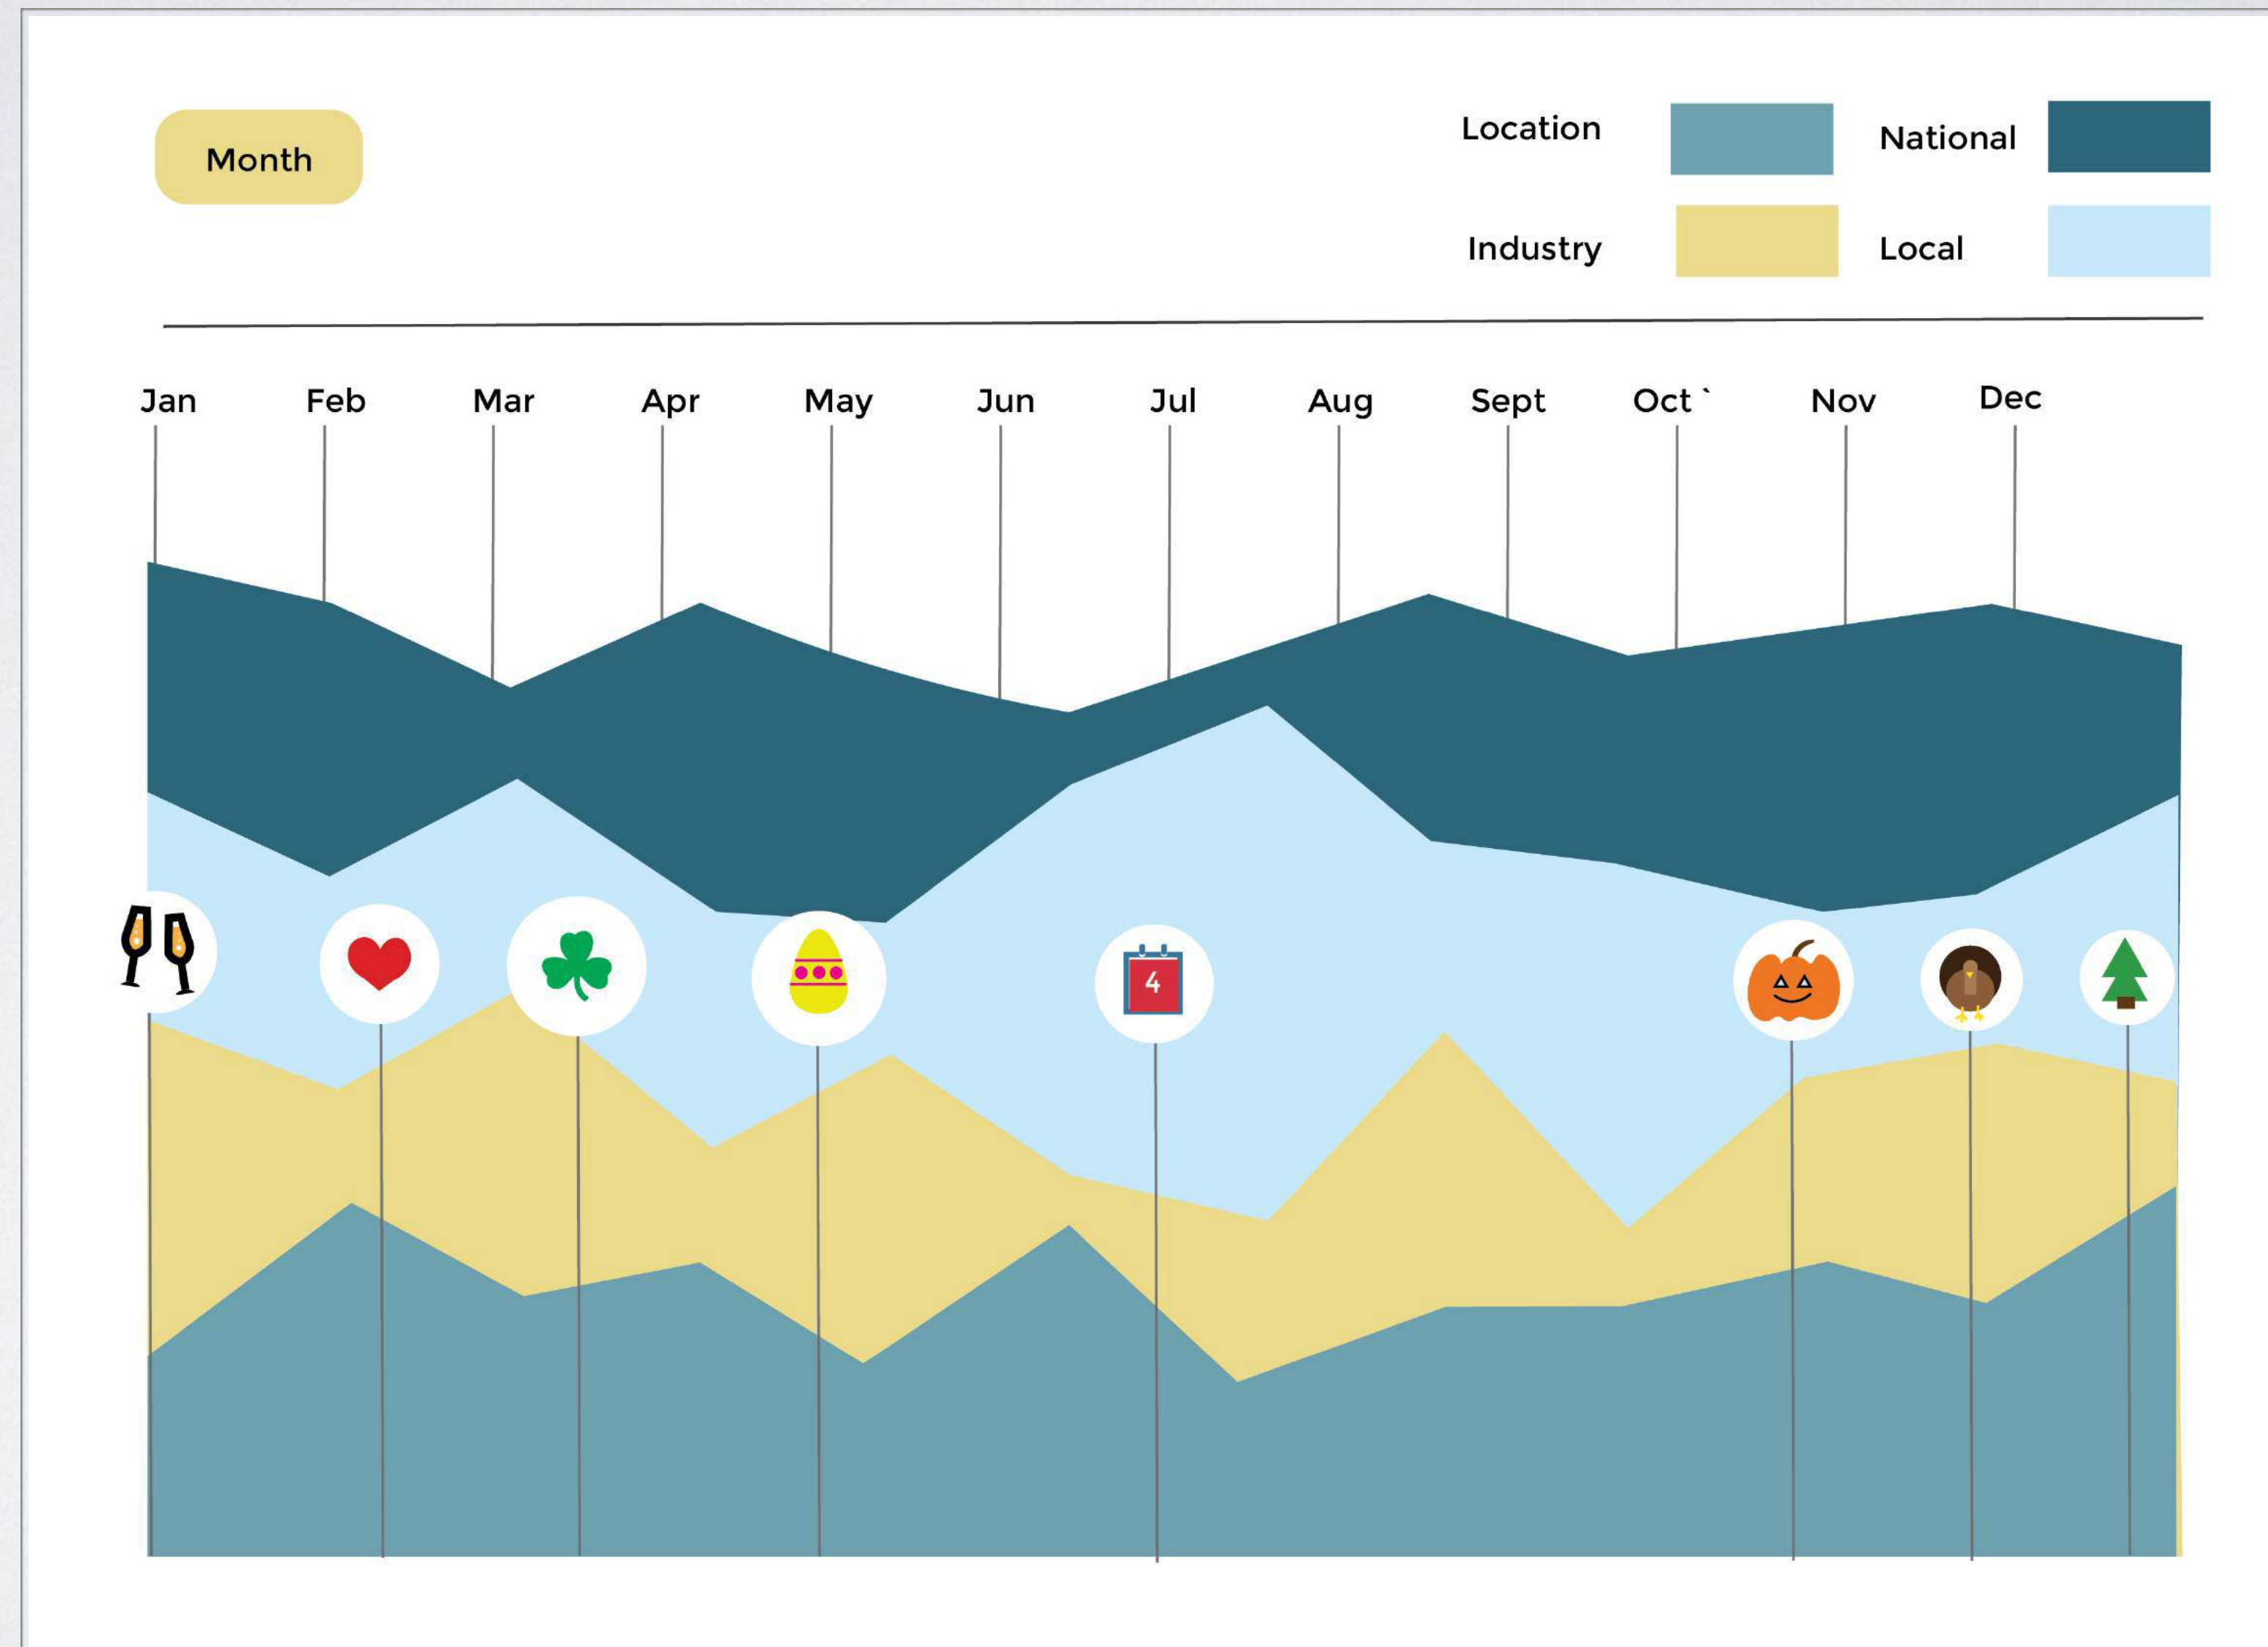 Month
Location
National
Industry
Local
Jan Feb Mar Apr May Jun Jul Aug Sept Oct ` Nov Dec
4